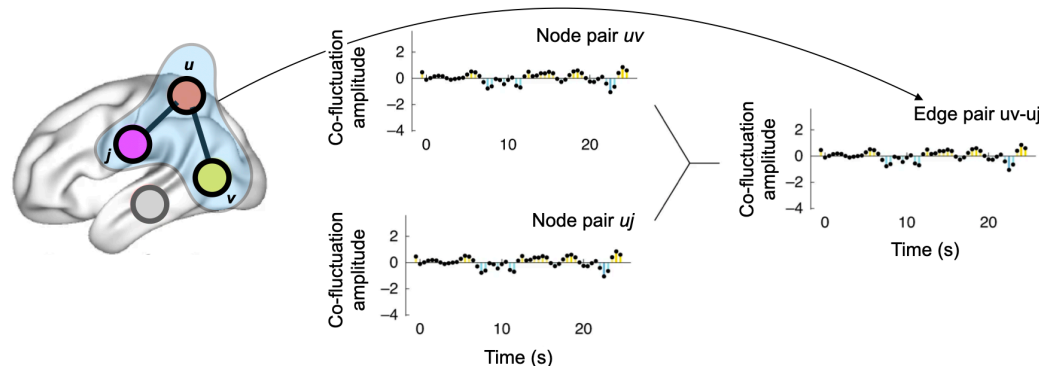 u
j
v
Node pair uv
Co-fluctuation
amplitude
2
0
−2
−4
0
10
20
Node pair uj
Co-fluctuation
amplitude
2
0
−2
−4
0
10
20
Time (s)
Edge pair uv-uj
Co-fluctuation
amplitude
2
0
−2
−4
0
10
20
Time (s)